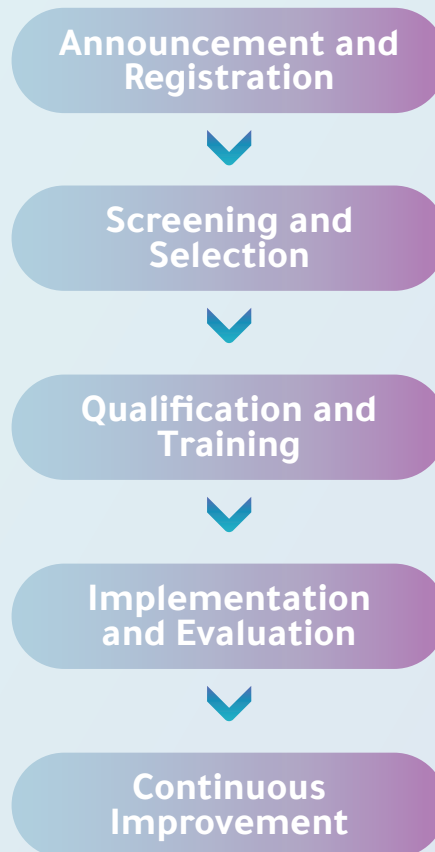 Announcement and
Registration
Screening and
Selection
Qualification and
Training
Implementation
and Evaluation
Continuous
Improvement